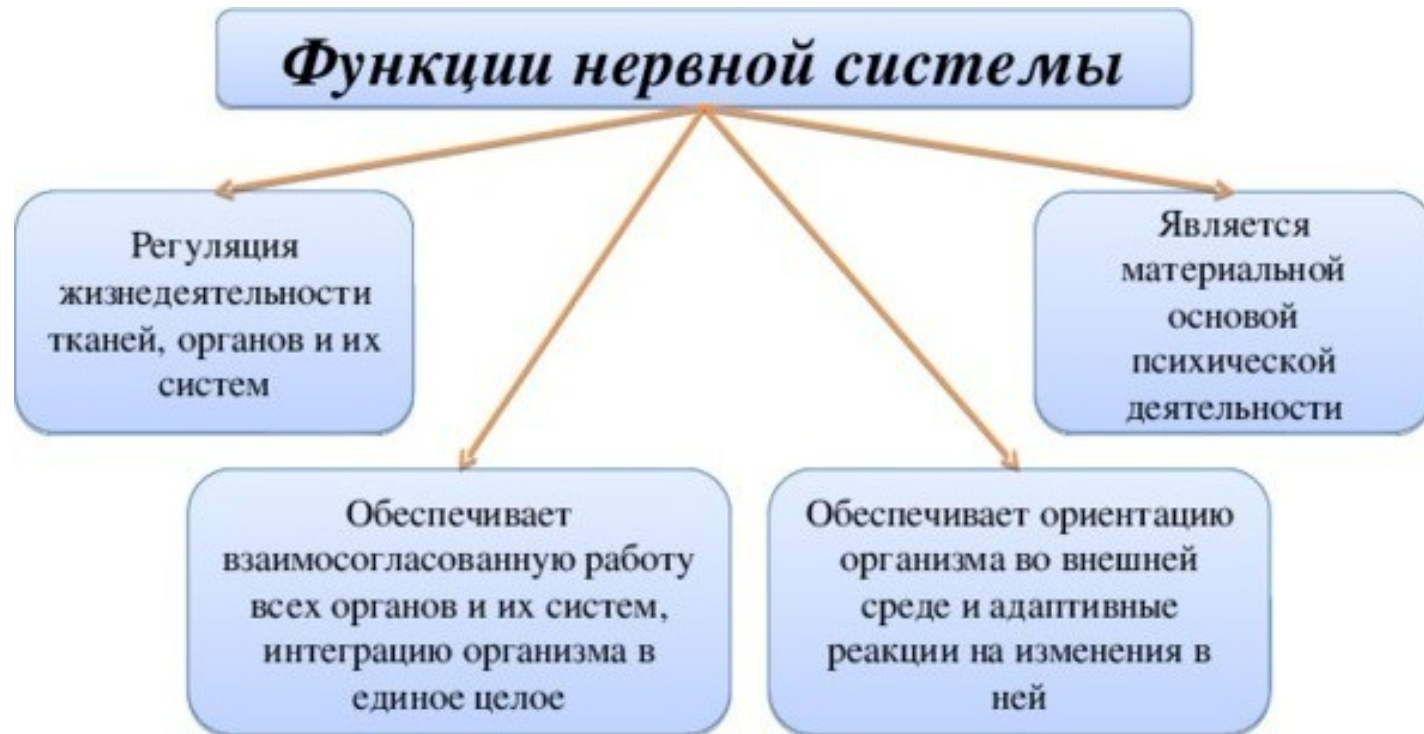 Функции нервной системы
Регуляция
жизнедеятельности
тканей, органов и их
систем
Является
материальной
основой
психической
деятельности
Обеспечивает
взаимосогласованную работу
всех органов и их систем,
интеграцию организма в
единое целое
Обеспечивает ориентацию
организма во внешней
среде и адаптивные
реакции на изменения в
ней